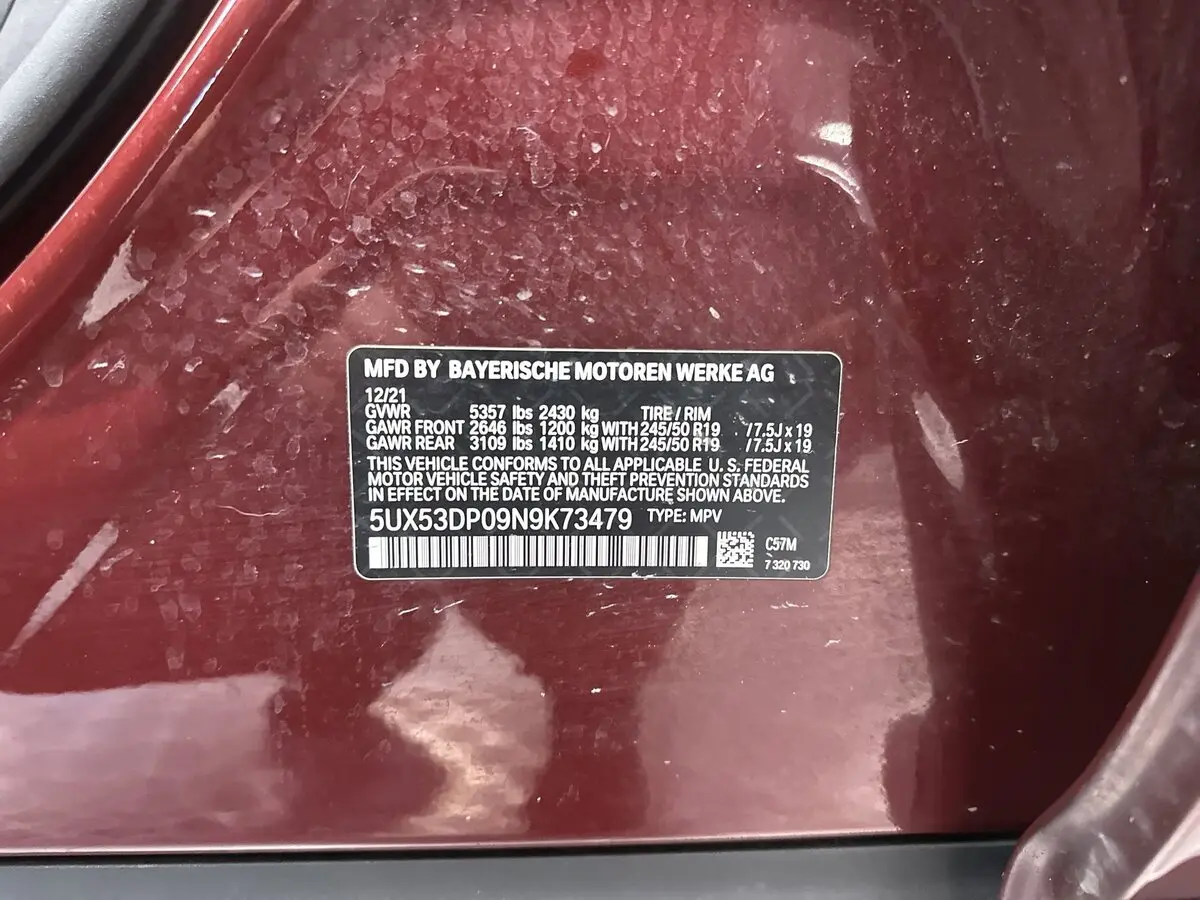 MFD BY BAYERISCHE MOTOREN WERKE AG
12/21
GVWR 5357 lbs 2430 kg TIRE / RIM
GAWR FRONT 2646 lbs 1200 kg WITH 245/50 R19 /7.5J x 19
GAWR REAR 3109 lbs 1410 kg WITH 245/50 R19 /7.5J x 19
THIS VEHICLE CONFORMS TO ALL APPLICABLE U.S. FEDERAL
MOTOR VEHICLE SAFETY AND THEFT PREVENTION STANDARDS
IN EFFECT ON THE DATE OF MANUFACTURE SHOWN ABOVE.
5UX53DP09N9K73479 TYPE: MPV
C57M
7 320 730